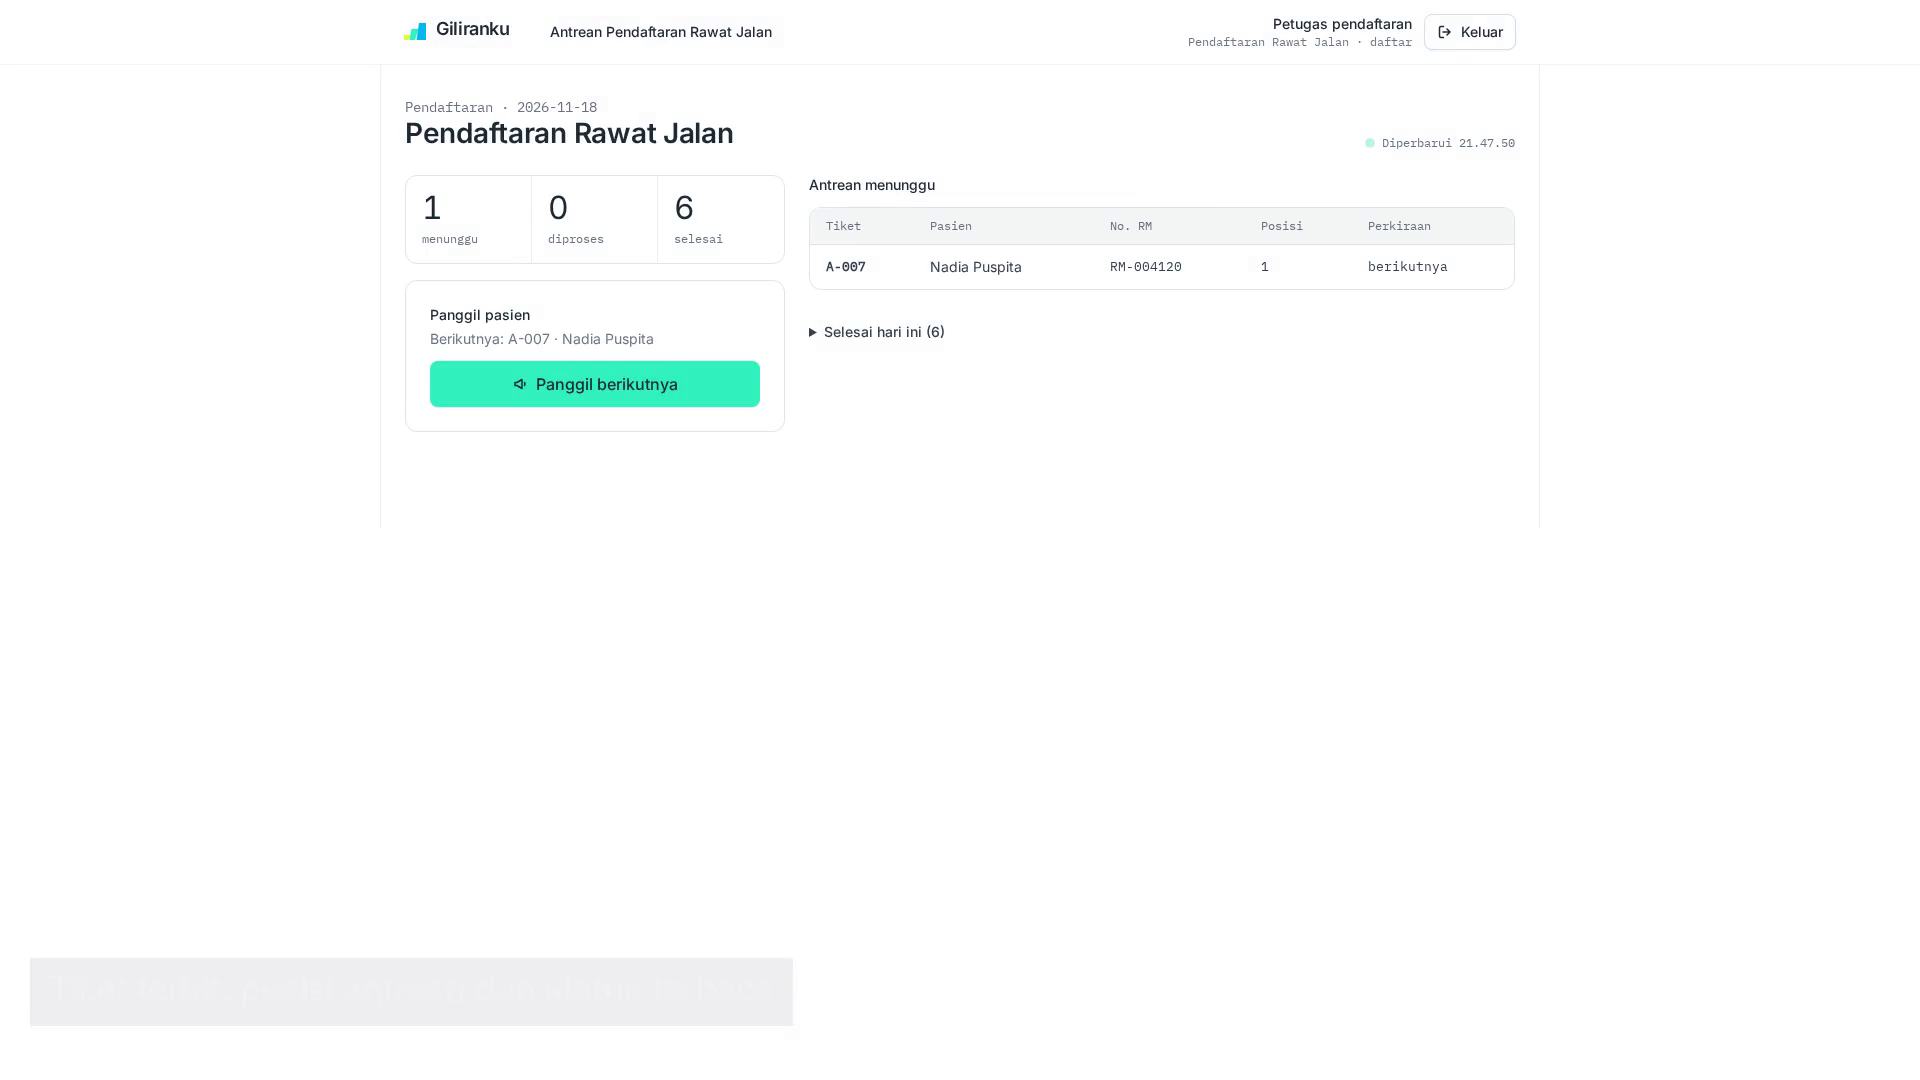 Giliranku
Antrean Pendaftaran Rawat Jalan
Petugas pendaftaran
Pendaftaran Rawat Jalan · daftar
Keluar
Pendaftaran · 2026-11-18
Pendaftaran Rawat Jalan
Diperbarui 21.47.50
1 0 6
menunggu diproses selesai
Panggil pasien
Berikutnya: A-007 · Nadia Puspita
Panggil berikutnya
Antrean menunggu
Tiket Pasien No. RM Posisi Perkiraan
A-007 Nadia Puspita RM-004120 1 berikutnya
Selesai hari ini (6)